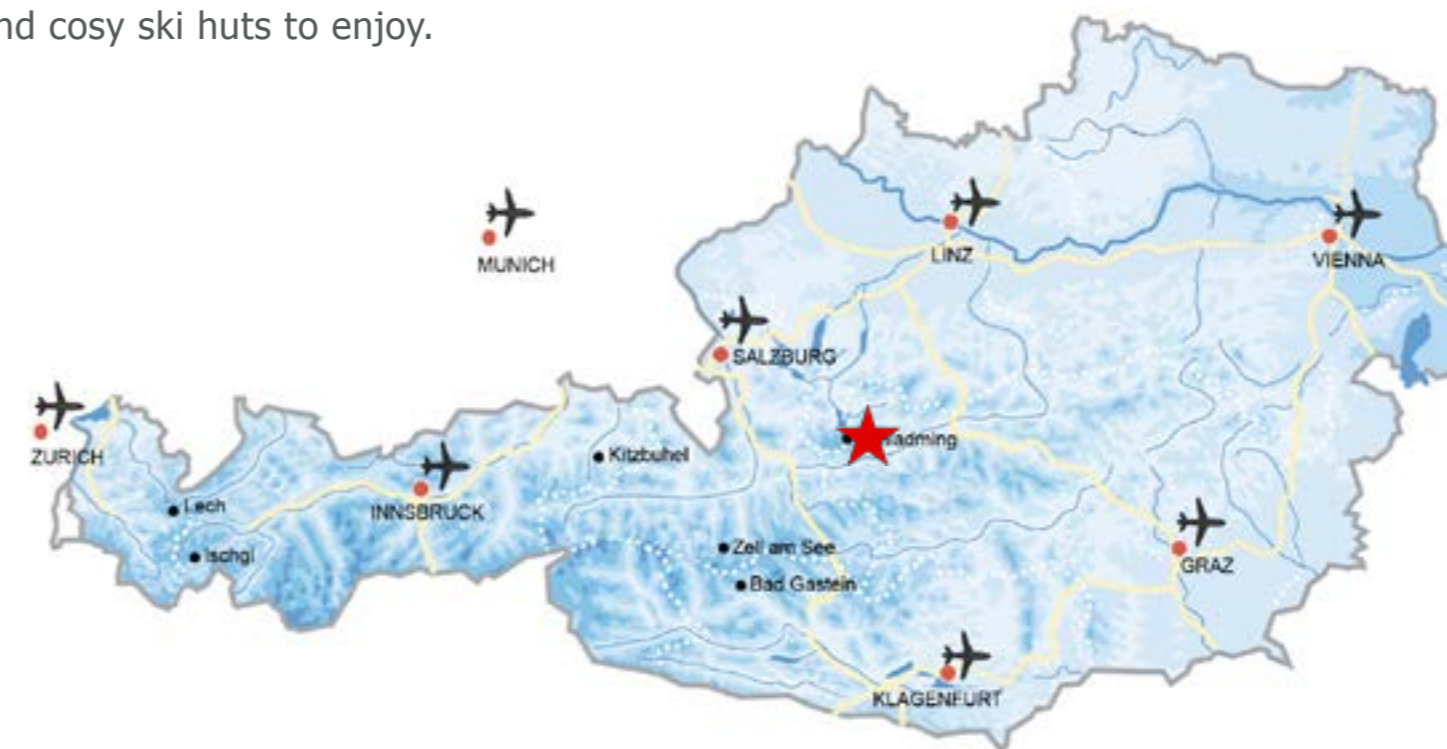 nd cosy ski huts to enjoy.
MUNICH
LINZ
VIENNA
SALZBURG
ZURICH
INNSBRUCK
Kitzbuhel
Lech
Ischgl
Zell am See
Bad Gastein
GRAZ
KLAGENFURT